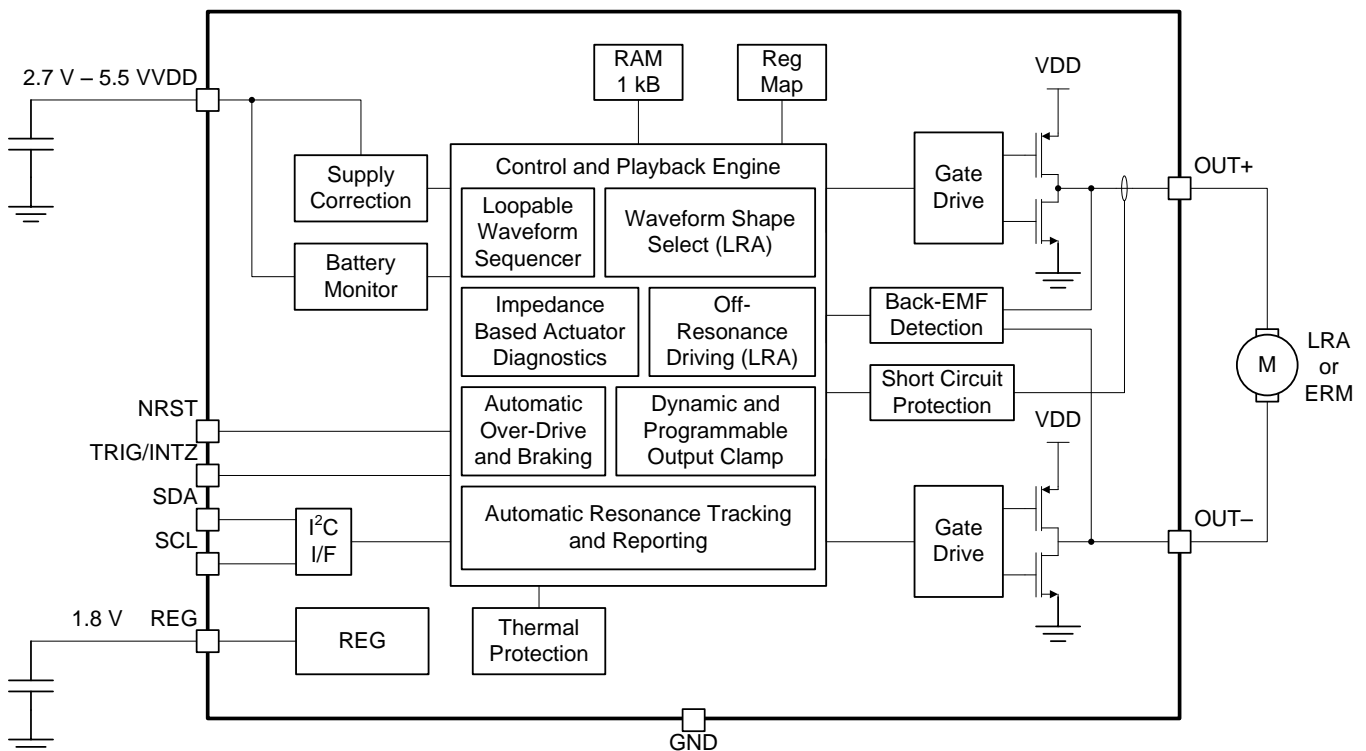 2.7 V – 5.5 VVDD
RAM
1 kB
Reg
Map
VDD
Supply
Correction
Battery
Monitor
Control and Playback Engine
Loopable
Waveform
Sequencer
Waveform Shape
Select (LRA)
Impedance
Based Actuator
Diagnostics
Off-
Resonance
Driving (LRA)
Automatic
Over-Drive
and Braking
Dynamic and
Programmable
Output Clamp
Automatic Resonance Tracking
and Reporting
Gate
Drive
OUT+
Back-EMF
Detection
Short Circuit
Protection
M
LRA
or
ERM
NRST
TRIG/INTZ
SDA
SCL
I²C
I/F
VDD
Gate
Drive
OUT–
1.8 V
REG
REG
Thermal
Protection
GND